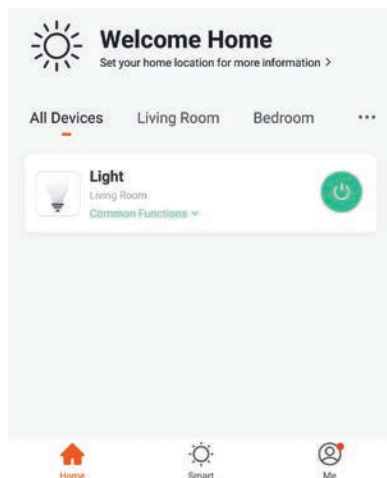 Welcome Home
Set your home location for more information >
All Devices Living Room Bedroom ...
Light
Living Room
Common Functions
Home Smart Me